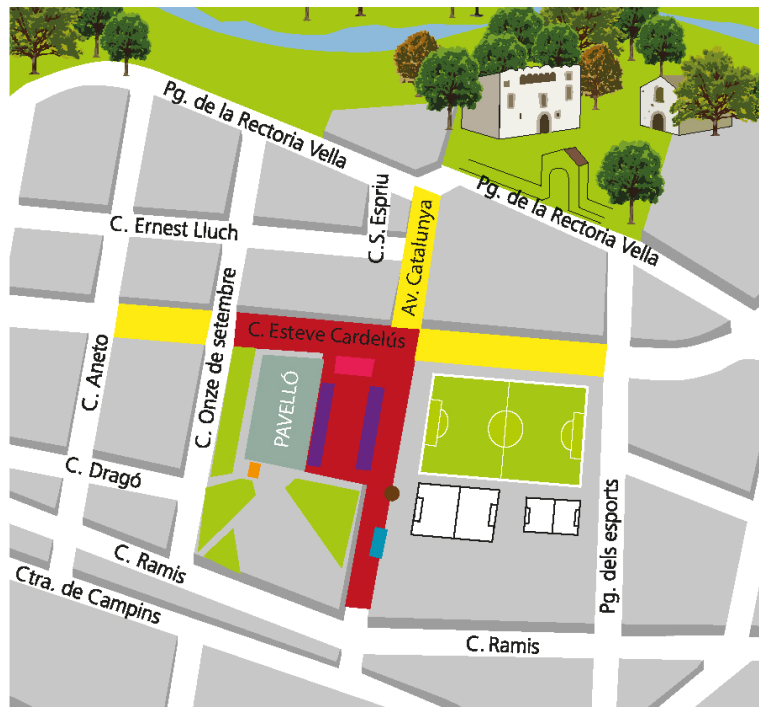 Pg. de la Rectoria Vella
Pg. de la Rectoria Vella
C. Ernest Lluch
C.S. Espriu
Av. Catalunya
C. Onze de setembre
C. Esteve Cardelús
C. Aneto
PAVELLÓ
C. Dragó
C. Ramis
Ctra. de Campins
Pg. dels esports
C. Ramis